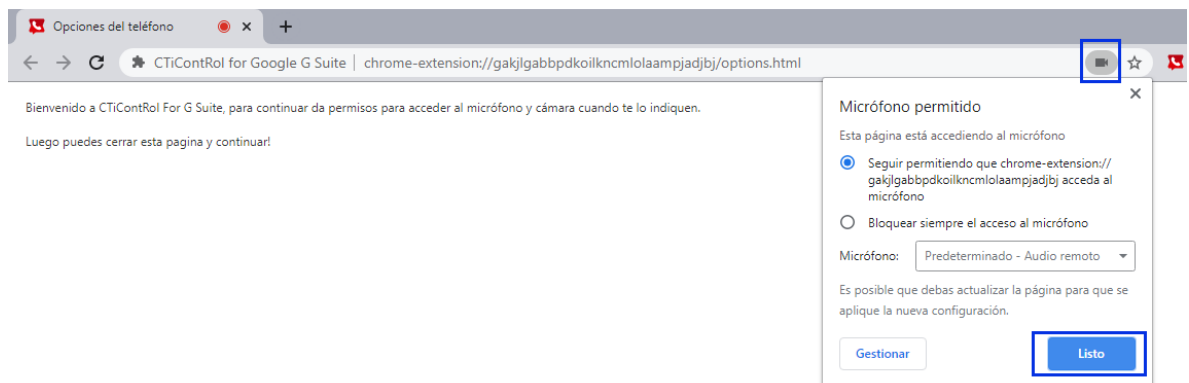 Opciones del teléfono
CTiContRol for Google G Suite | chrome-extension://gakjlgabbpdkoilkncmlolaampjadjbj/options.html
Bienvenido a CTiContRol For G Suite, para continuar da permisos para acceder al micrófono y cámara cuando te lo indiquen.
Luego puedes cerrar esta pagina y continuar!
Micrófono permitido
Esta página está accediendo al micrófono
Seguir permitiendo que chrome-extension://
gakjlgabbpdkoilkncmlolaampjadjbj acceda al
micrófono
Bloquear siempre el acceso al micrófono
Micrófono: Predeterminado - Audio remoto
Es posible que debas actualizar la página para que se
aplique la nueva configuración.
Gestionar Listo